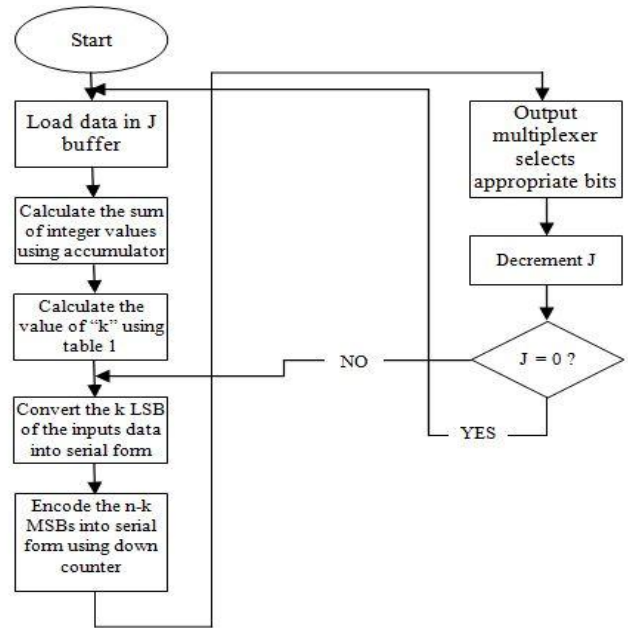 Start
Load data in J
buffer
Calculate the sum
of integer values
using accumulator
Calculate the
value of “k” using
table 1
Convert the k LSB
of the inputs data
into serial form
Encode the n-k
MSBs into serial
form using down
counter
Output
multiplexer
selects
appropriate bits
Decrement J
J = 0 ?
NO
YES